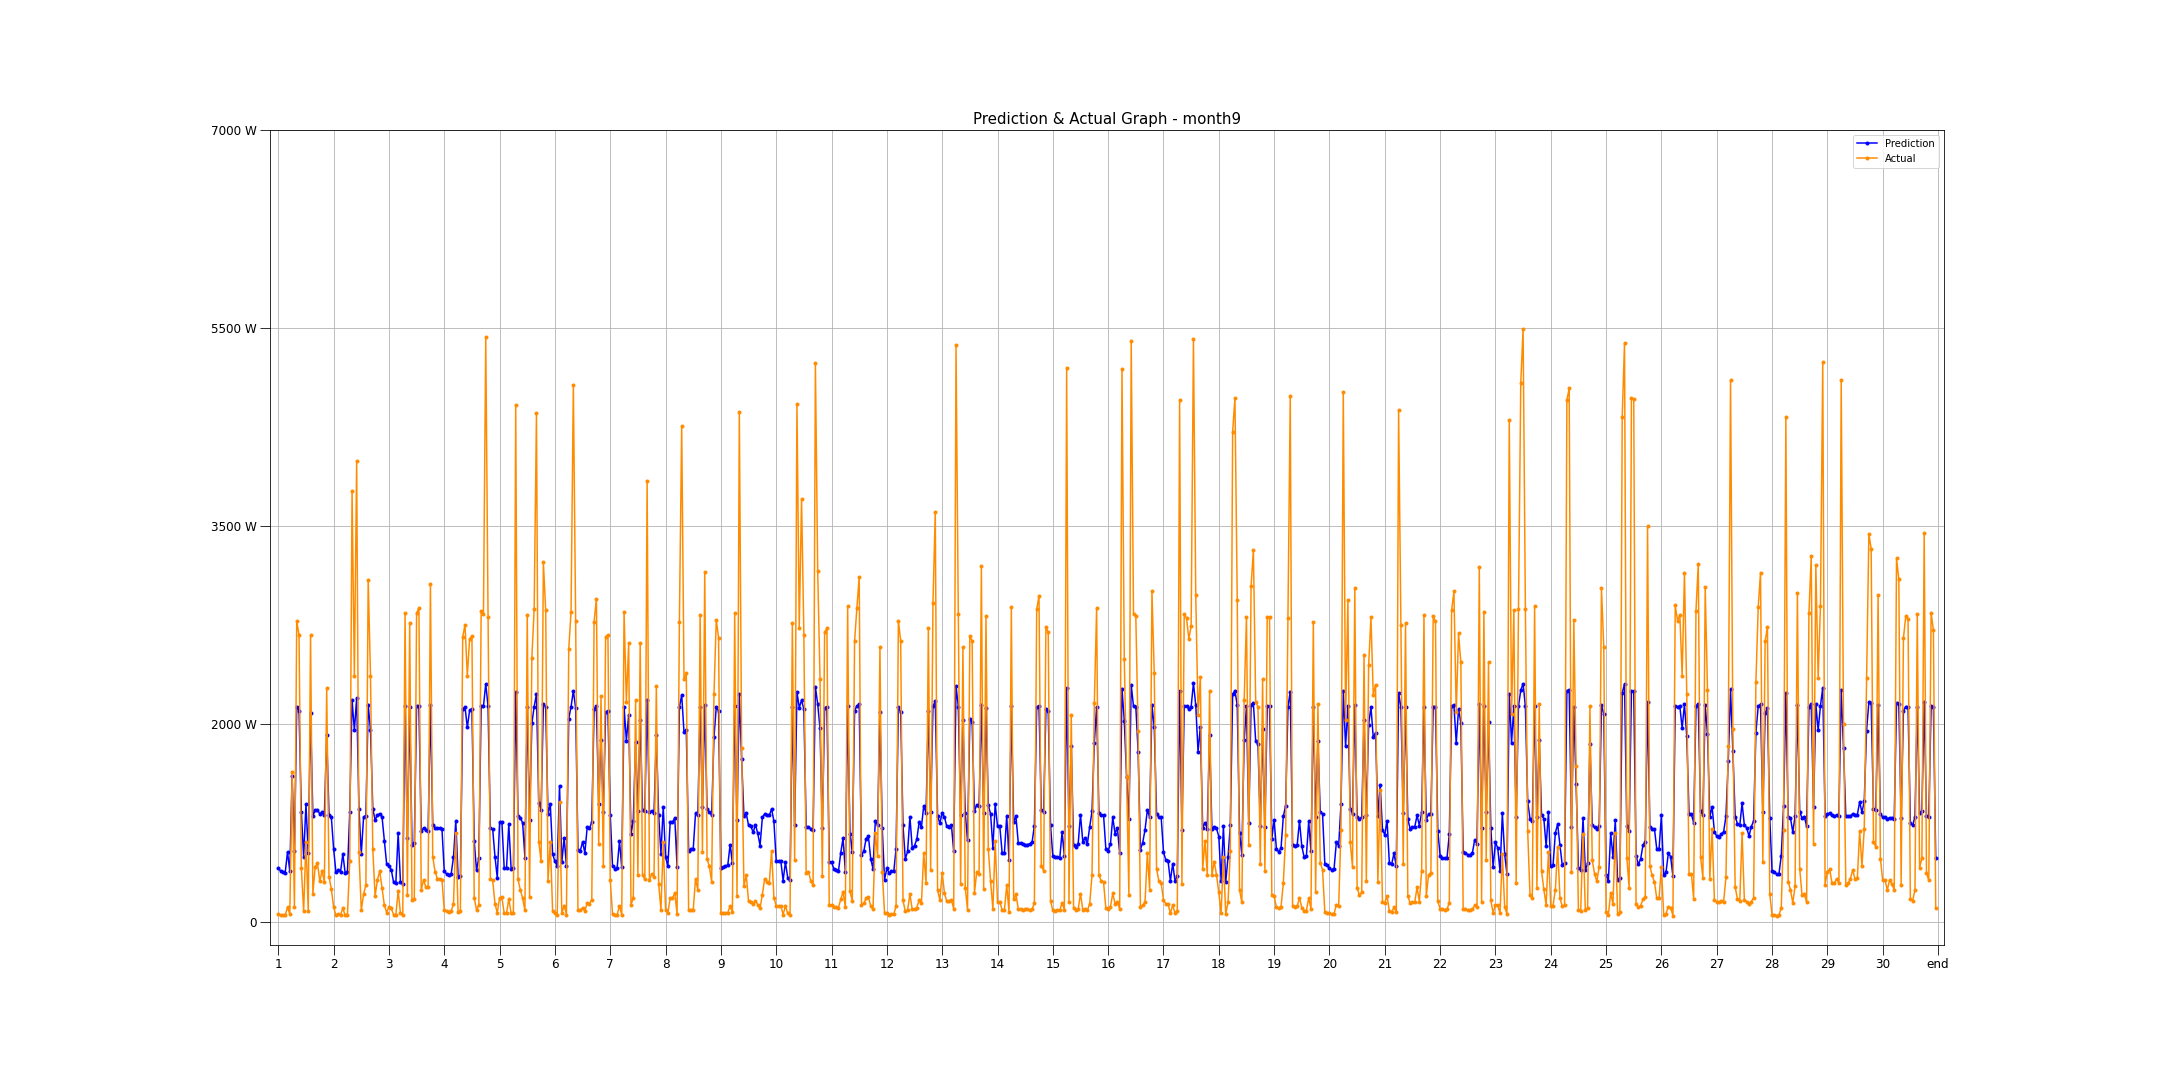 Prediction & Actual Graph - month9
7000 W
Prediction
Actual
5500 W
3500 W
2000 W
0
1 2 3 4 5 6 7 8 9 10 11 12 13 14 15 16 17 18 19 20 21 22 23 24 25 26 27 28 29 30 end